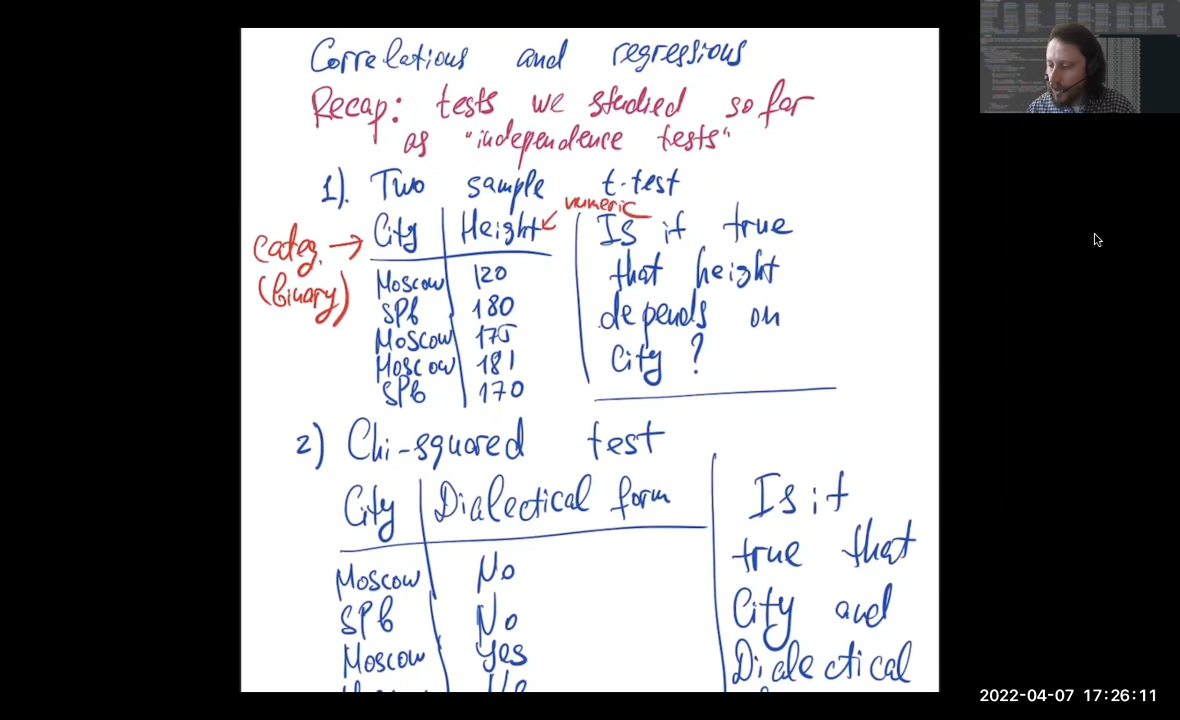 Correlations and regressions
Recap: tests we studied so far
as "independence tests"
1). Two sample t-test
numeric
categ. → City | Height
(binary)
Moscow 120
SPb 180
Moscow 175
Moscow 181
SPb 170
Is it true
that height
depends on
City ?
2) Chi-squared test
City | Dialectical form
Moscow No
SPb No
Moscow Yes
Is it
true that
City and
Dialectical
2022-04-07 17:26:11